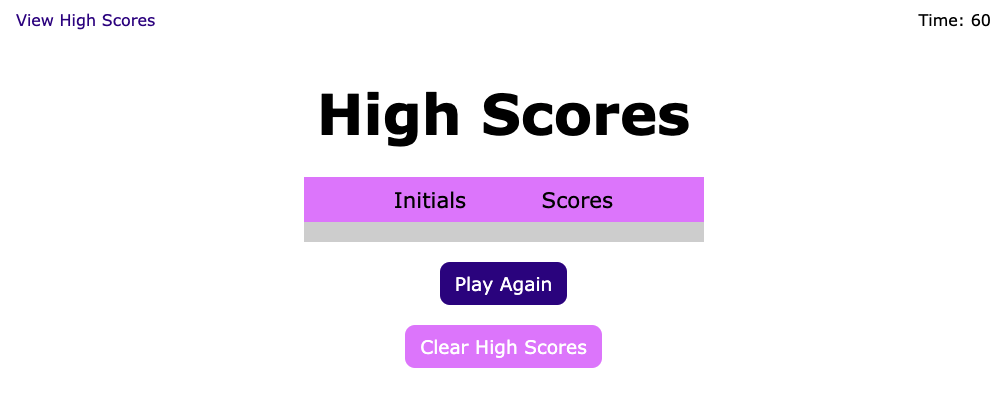 View High Scores
Time: 60
High Scores
Initials Scores
Play Again
Clear High Scores